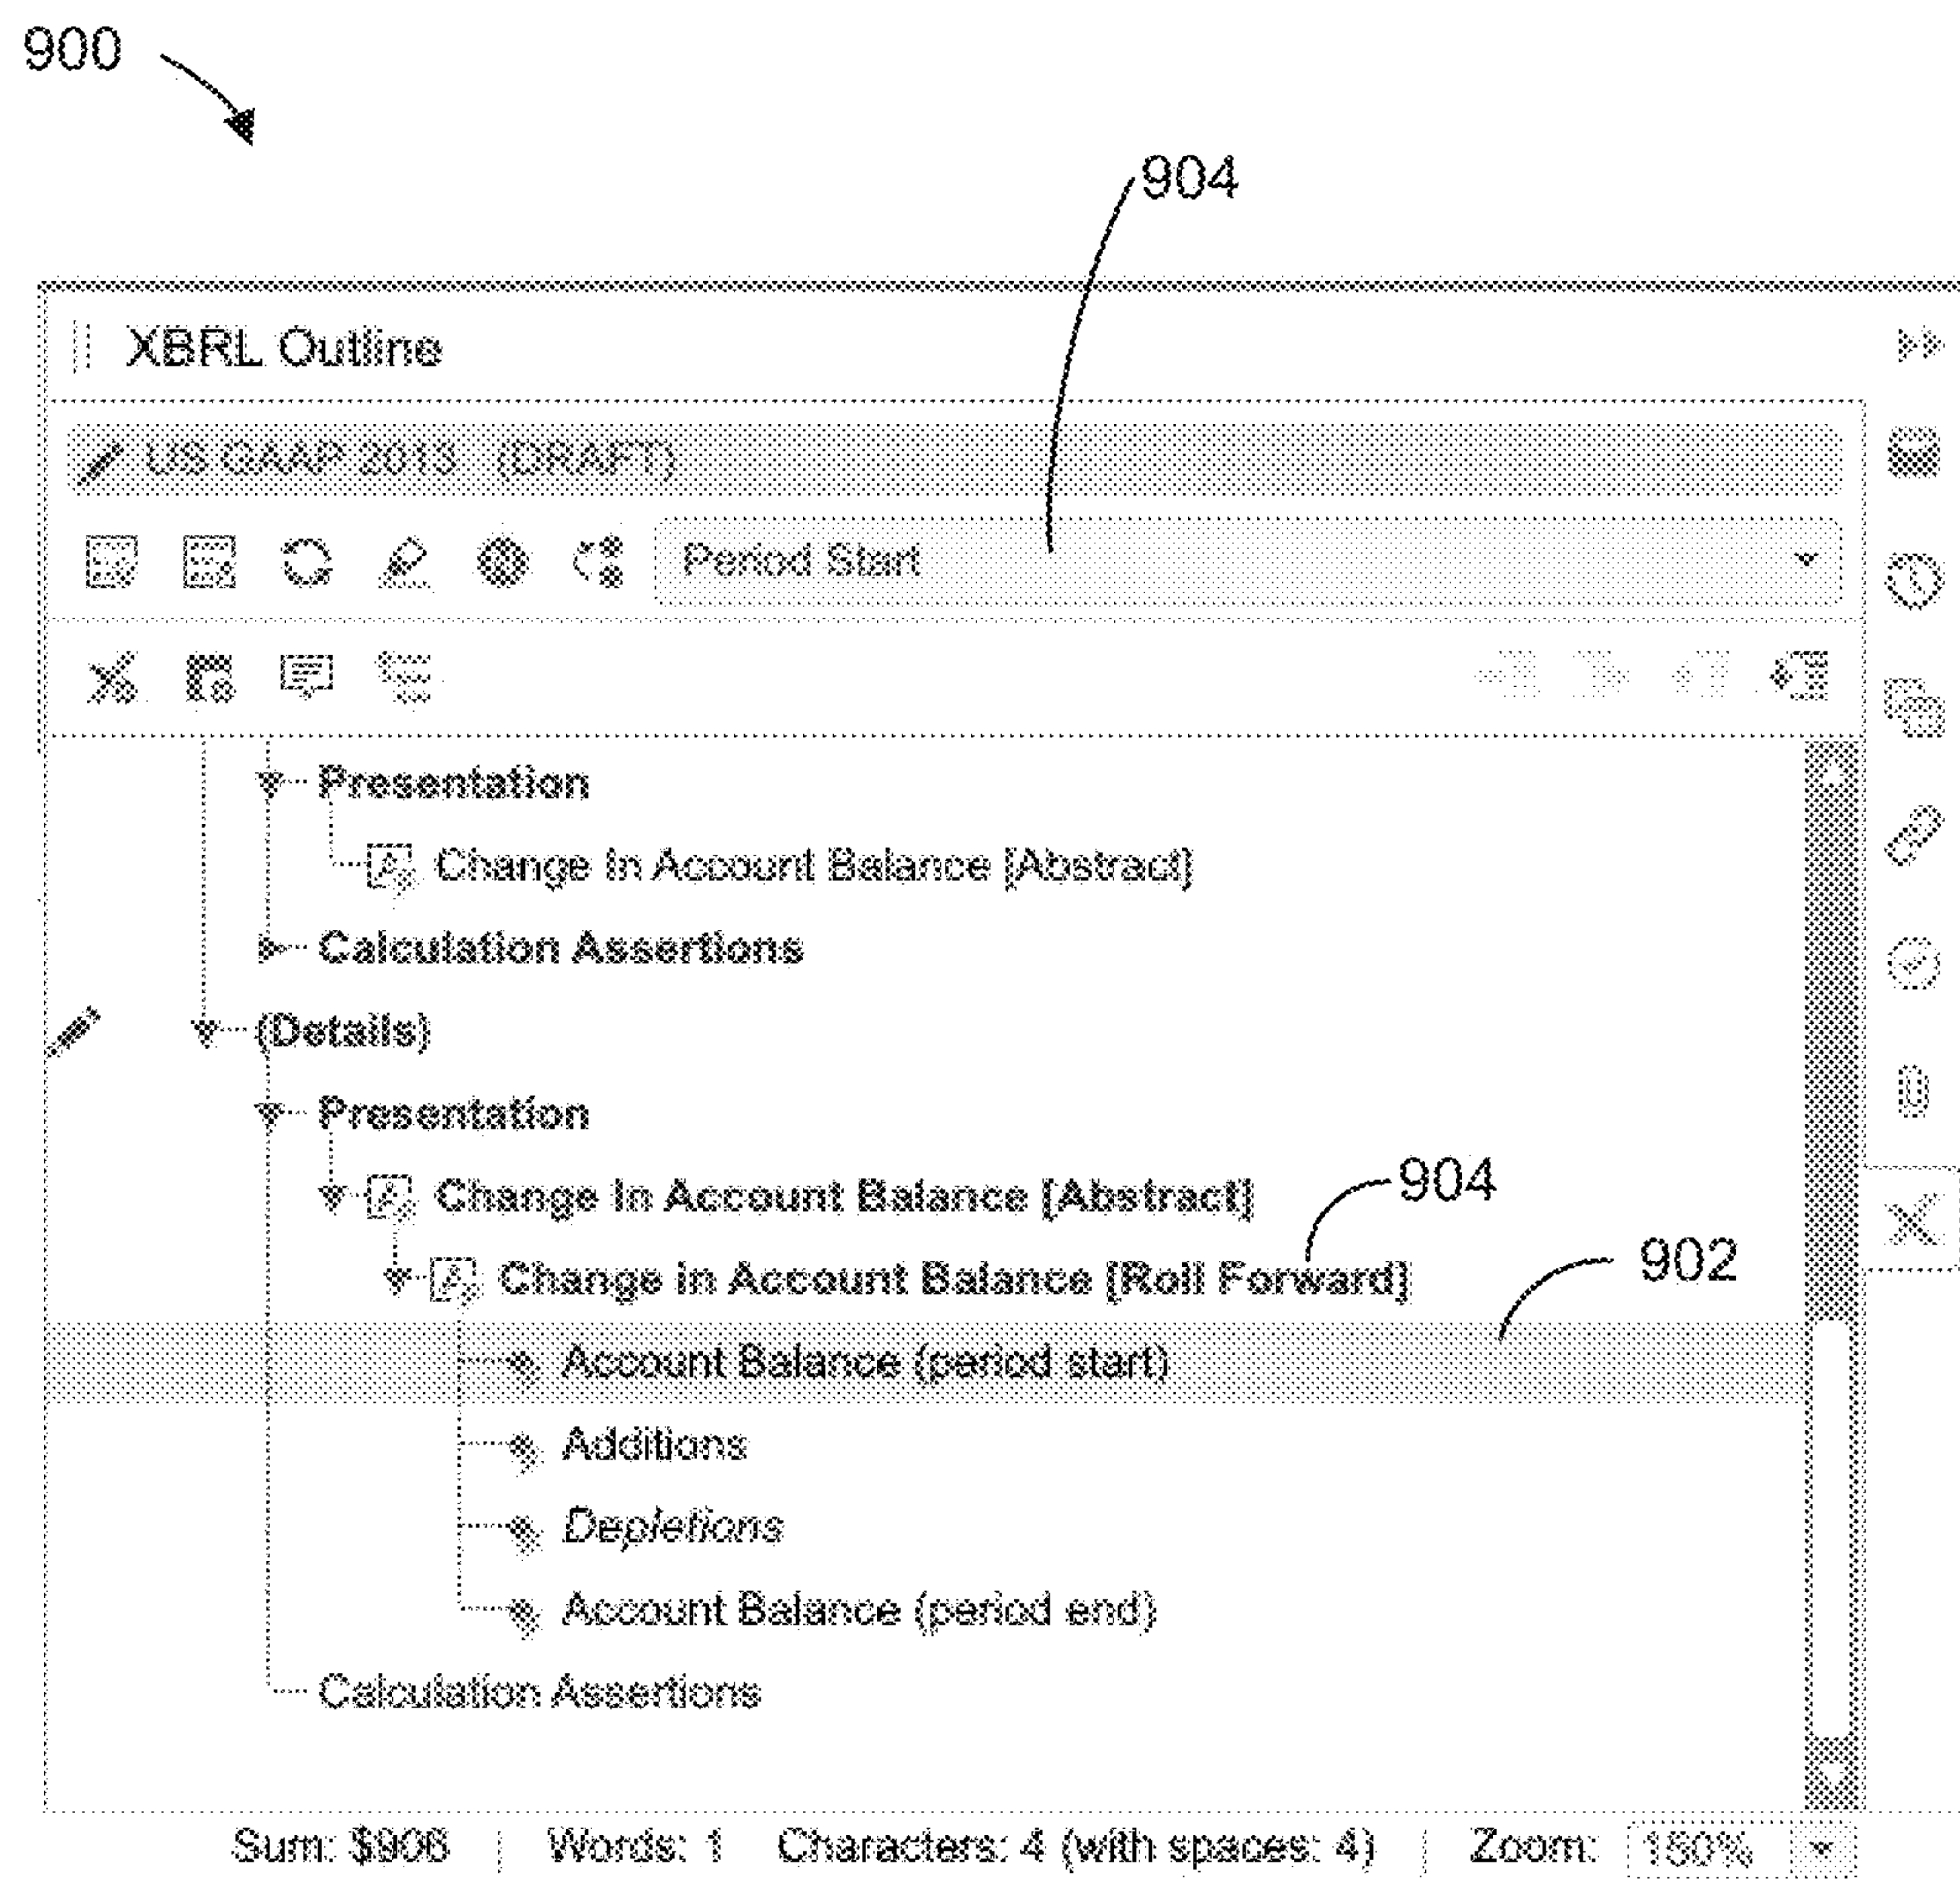 900
904
XBRL Outline
US GAAP 2013 (DRAFT)
Period Start
Presentation
Change In Account Balance [Abstract]
Calculation Assertions
(Details)
Presentation
Change In Account Balance [Abstract]
904
Change in Account Balance [Roll Forward]
902
Account Balance (period start)
Additions
Depletions
Account Balance (period end)
Calculation Assertions
Sum: $906 | Words: 1 Characters: 4 (with spaces: 4) | Zoom: 150%